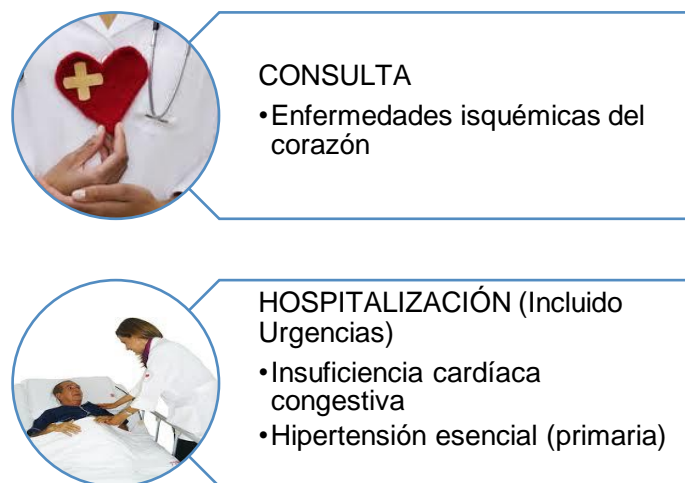 CONSULTA
•Enfermedades isquémicas del
corazón
HOSPITALIZACIÓN (Incluido
Urgencias)
•Insuficiencia cardíaca
congestiva
•Hipertensión esencial (primaria)